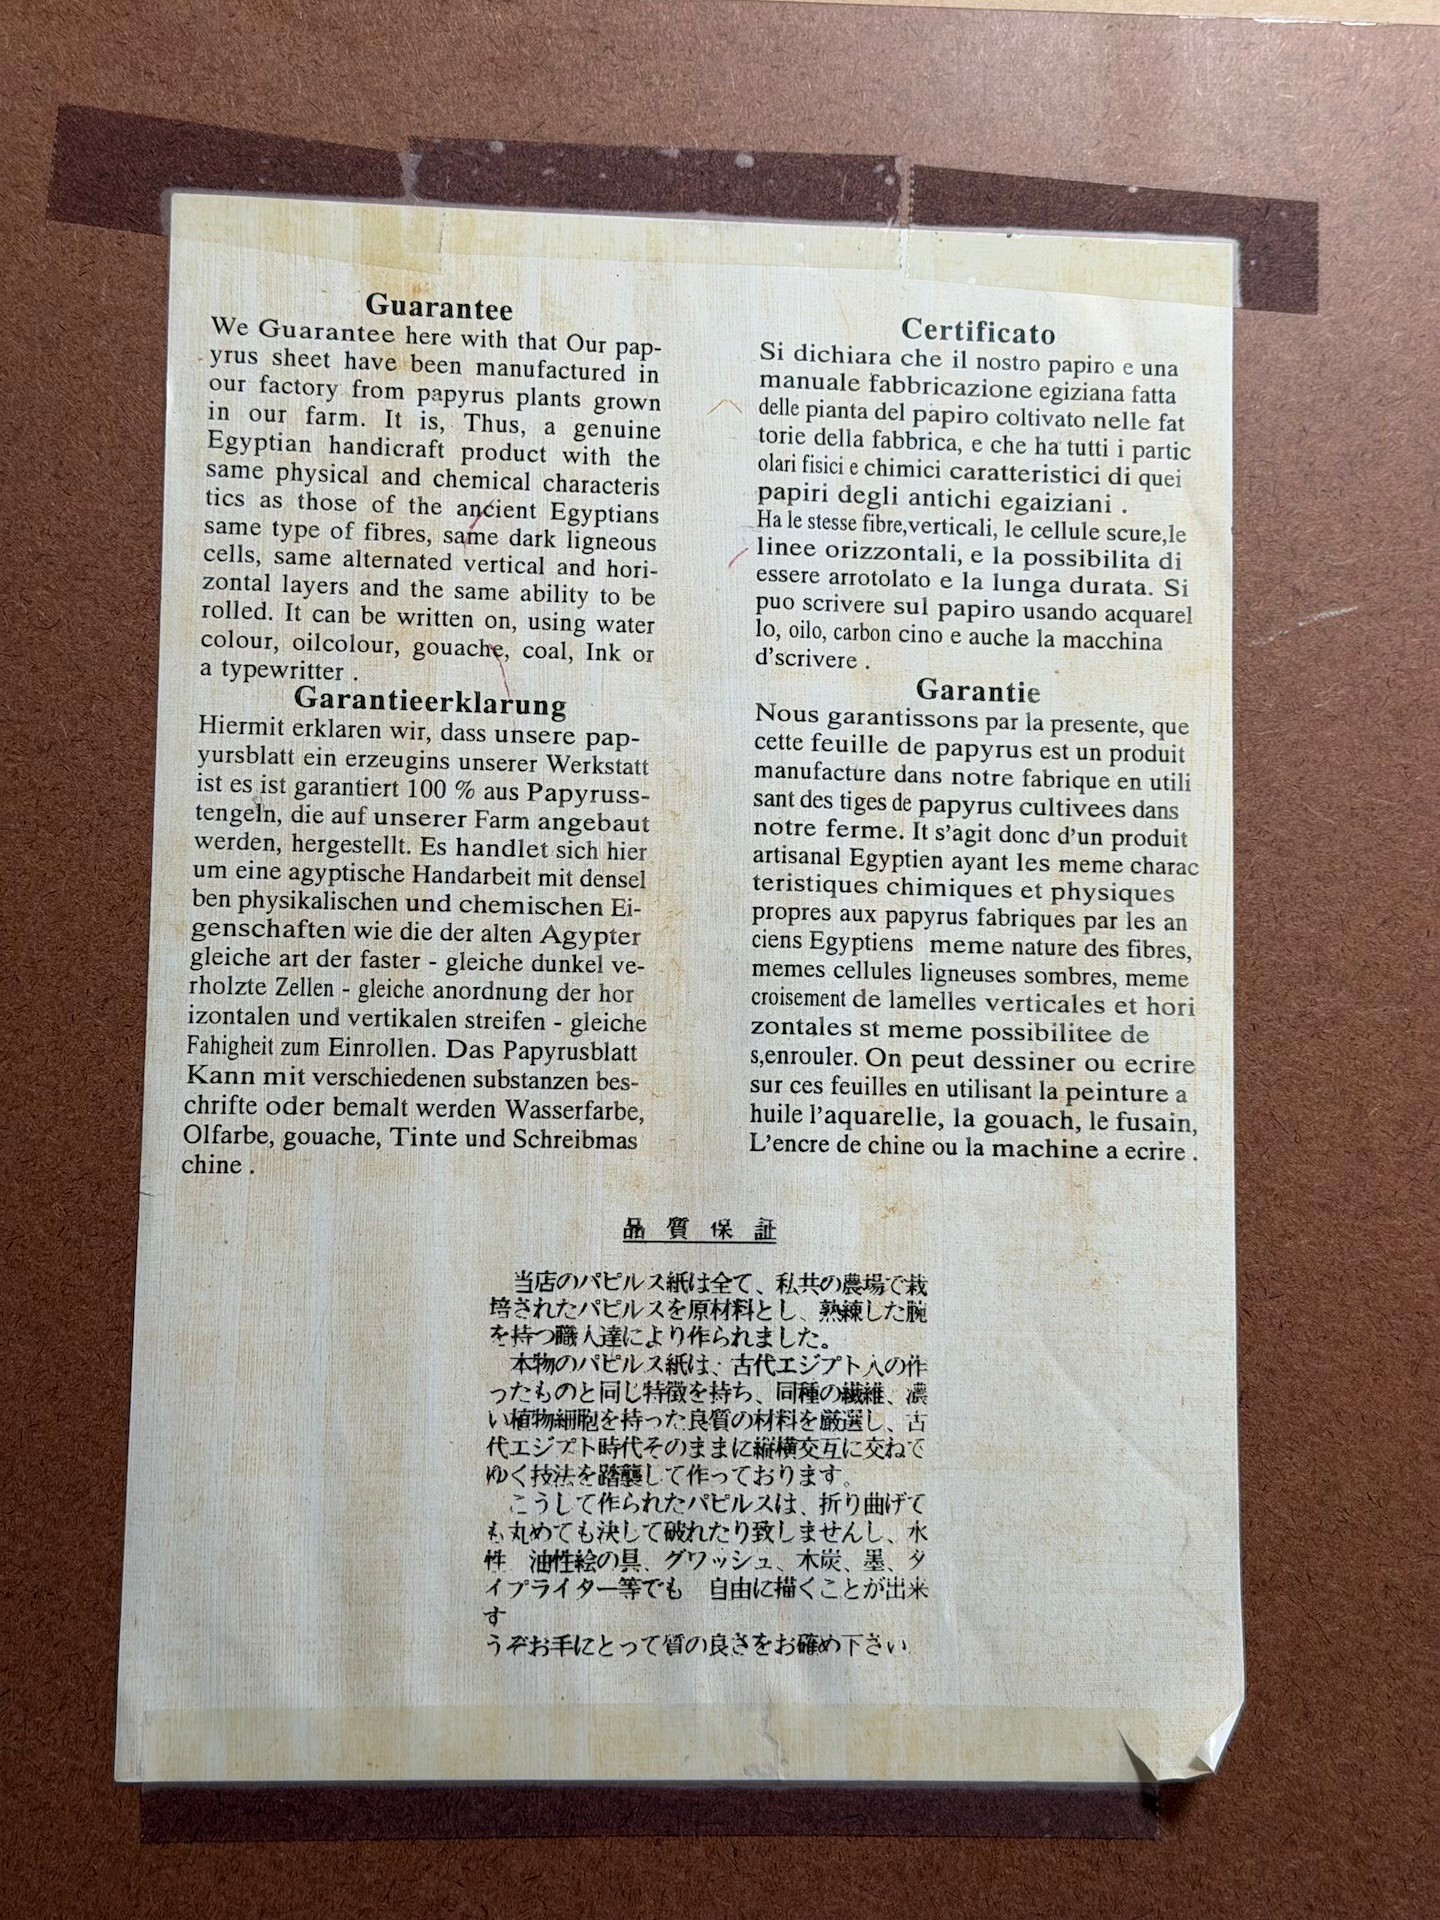 Guarantee
We Guarantee here with that Our pap-
yrus sheet have been manufactured in
our factory from papyrus plants grown
in our farm. It is, Thus, a genuine
Egyptian handicraft product with the
same physical and chemical characteris
tics as those of the ancient Egyptians
same type of fibres, same dark ligneous
cells, same alternated vertical and hori-
zontal layers and the same ability to be
rolled. It can be written on, using water
colour, oilcolour, gouache, coal, Ink or
a typewritter .
Garantieerklarung
Hiermit erklaren wir, dass unsere pap-
yursblatt ein erzeugins unserer Werkstatt
ist es ist garantiert 100 % aus Papyruss-
tengeln, die auf unserer Farm angebaut
werden, hergestellt. Es handlet sich hier
um eine agyptische Handarbeit mit densel
ben physikalischen und chemischen Ei-
genschaften wie die der alten Agypter
gleiche art der faster - gleiche dunkel ve-
rholzte Zellen - gleiche anordnung der hor
izontalen und vertikalen streifen - gleiche
Fahigheit zum Einrollen. Das Papyrusblatt
Kann mit verschiedenen substanzen bes-
chrifte oder bemalt werden Wasserfarbe,
Olfarbe, gouache, Tinte und Schreibmas
chine .
Certificato
Si dichiara che il nostro papiro e una
manuale fabbricazione egiziana fatta
delle pianta del papiro coltivato nelle fat
torie della fabbrica, e che ha tutti i partic
olari fisici e chimici caratteristici di quei
papiri degli antichi egaiziani .
Ha le stesse fibre,verticali, le cellule scure,le
linee orizzontali, e la possibilita di
essere arrotolato e la lunga durata. Si
puo scrivere sul papiro usando acquarel
lo, oilo, carbon cino e auche la macchina
d'scrivere .
Garantie
Nous garantissons par la presente, que
cette feuille de papyrus est un produit
manufacture dans notre fabrique en utili
sant des tiges de papyrus cultivees dans
notre ferme. It s'agit donc d'un produit
artisanal Egyptien ayant les meme charac
teristiques chimiques et physiques
propres aux papyrus fabriques par les an
ciens Egyptiens meme nature des fibres,
memes cellules ligneuses sombres, meme
croisement de lamelles verticales et hori
zontales st meme possibilitee de
s,enrouler. On peut dessiner ou ecrire
sur ces feuilles en utilisant la peinture a
huile l'aquarelle, la gouach, le fusain,
L'encre de chine ou la machine a ecrire .
品質保証
当店のパピルス紙は全て、私共の農場で栽
培されたパピルスを原材料とし、熟練した腕
を持つ職人達により作られました。
本物のパピルス紙は、古代エジプト人の作
ったものと同じ特徴を持ち、同種の繊維、濃
い植物細胞を持った良質の材料を厳選し、古
代エジプト時代そのままに縦横交互に交ねて
ゆく技法を踏襲して作っております。
こうして作られたパピルスは、折り曲げて
も丸めても決して破れたり致しませんし、水
性 油性絵の具、グワッシュ、木炭、墨、タ
イプライター等でも 自由に描くことが出来
す
うぞお手にとって質の良さをお確め下さい